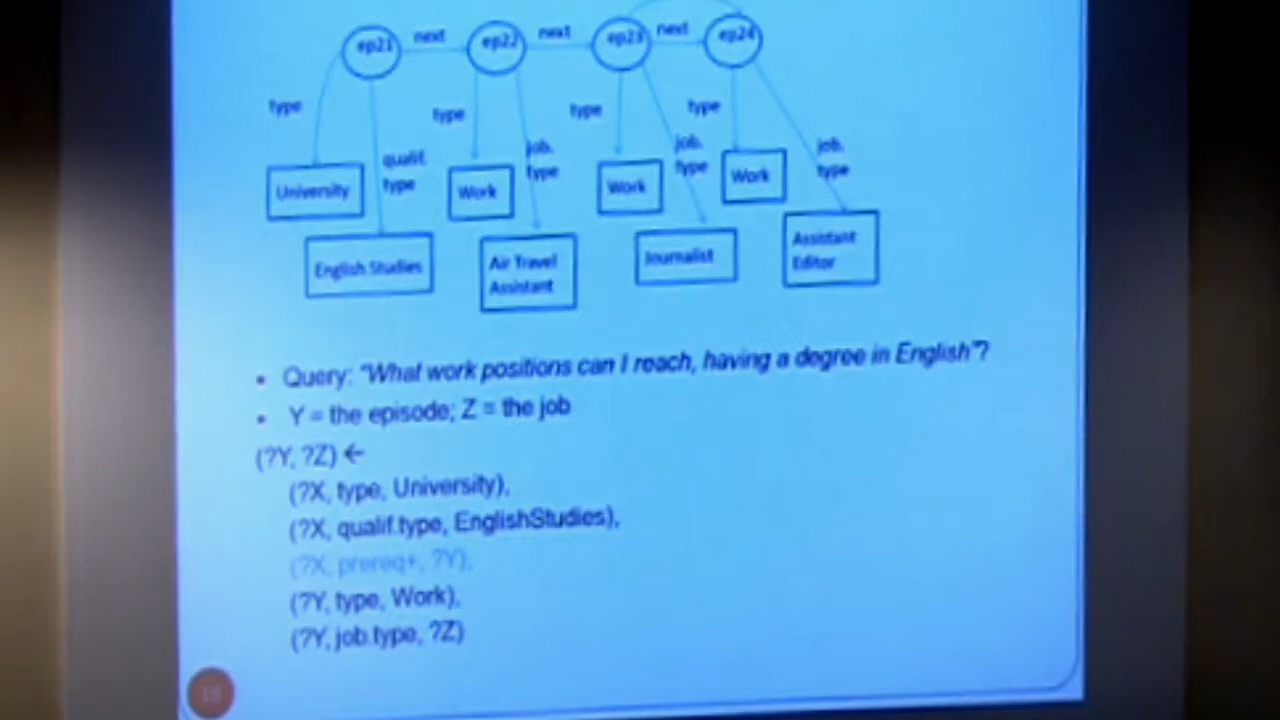 ep21 next ep22 next ep23 next ep24
type type type type
qualif.
type
job.
type
job.
type
job.
type
University Work Work Work
English Studies
Air Travel
Assistant
Journalist
Assistant
Editor
• Query: "What work positions can I reach, having a degree in English"?
• Y = the episode; Z = the job
(?Y, ?Z) ←
(?X, type, University),
(?X, qualif.type, EnglishStudies),
(?X, prereq+, ?Y),
(?Y, type, Work),
(?Y, job.type, ?Z)